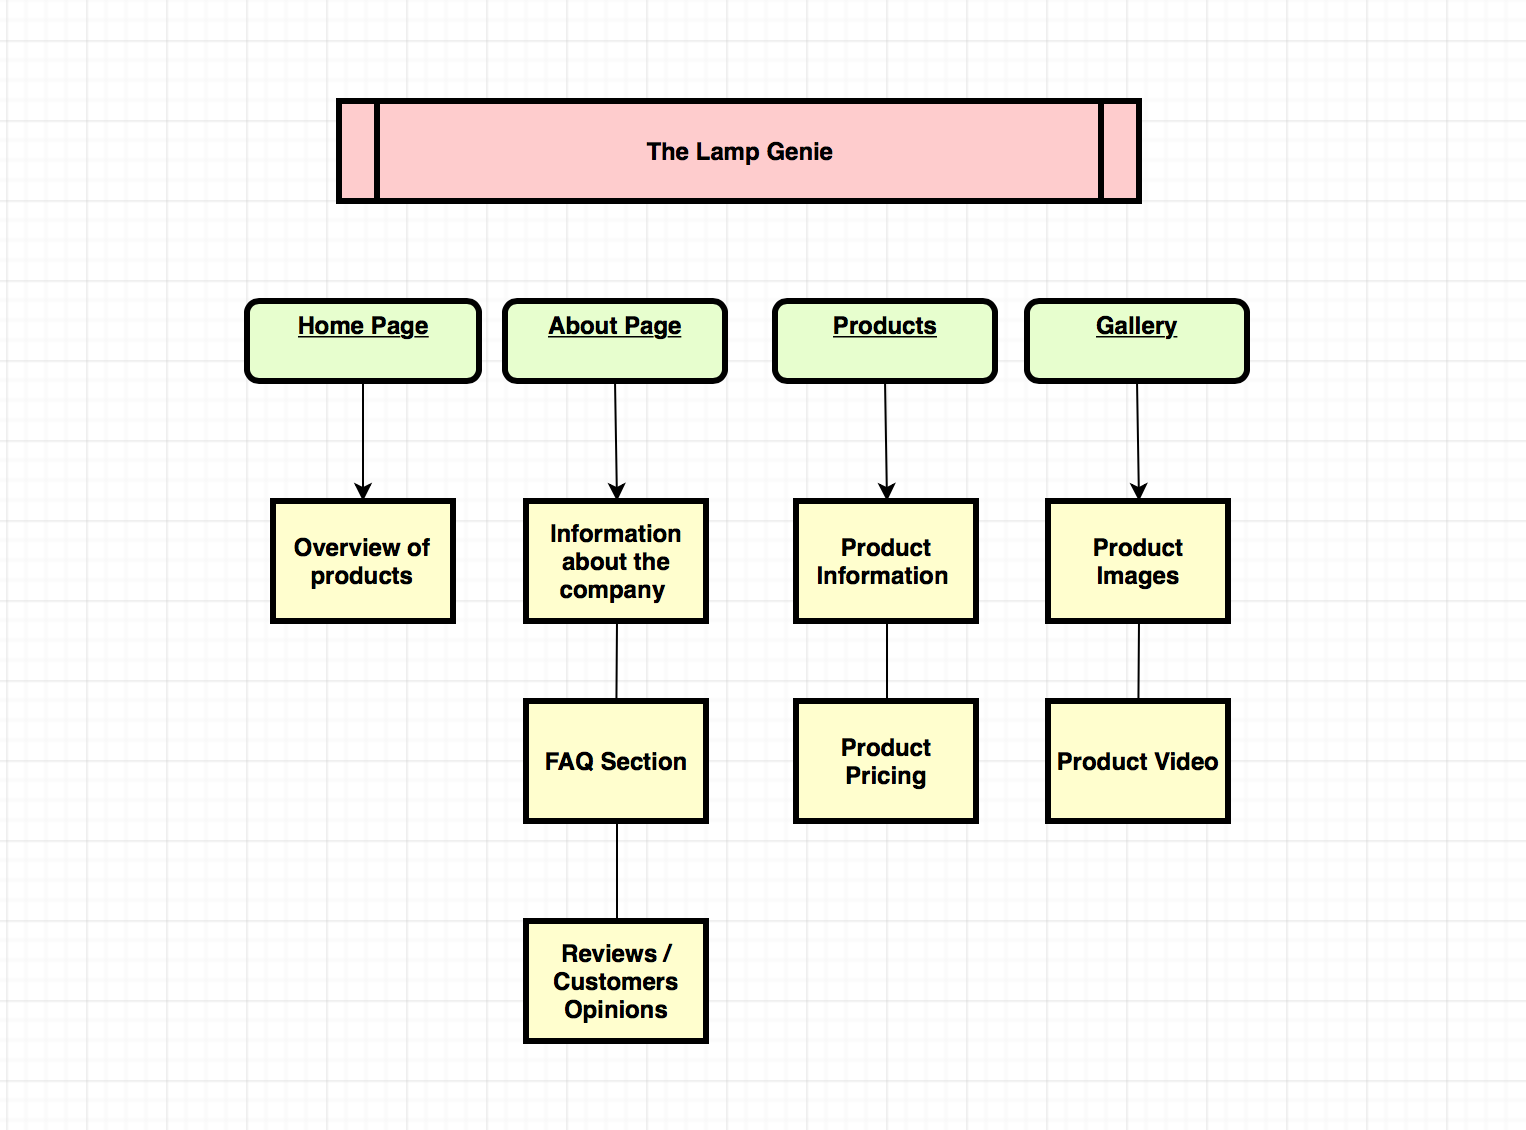 The Lamp Genie
Home Page
About Page
Products
Gallery
Overview of
products
Information
about the
company
Product
Information
Product
Images
FAQ Section
Product
Pricing
Product Video
Reviews /
Customers
Opinions